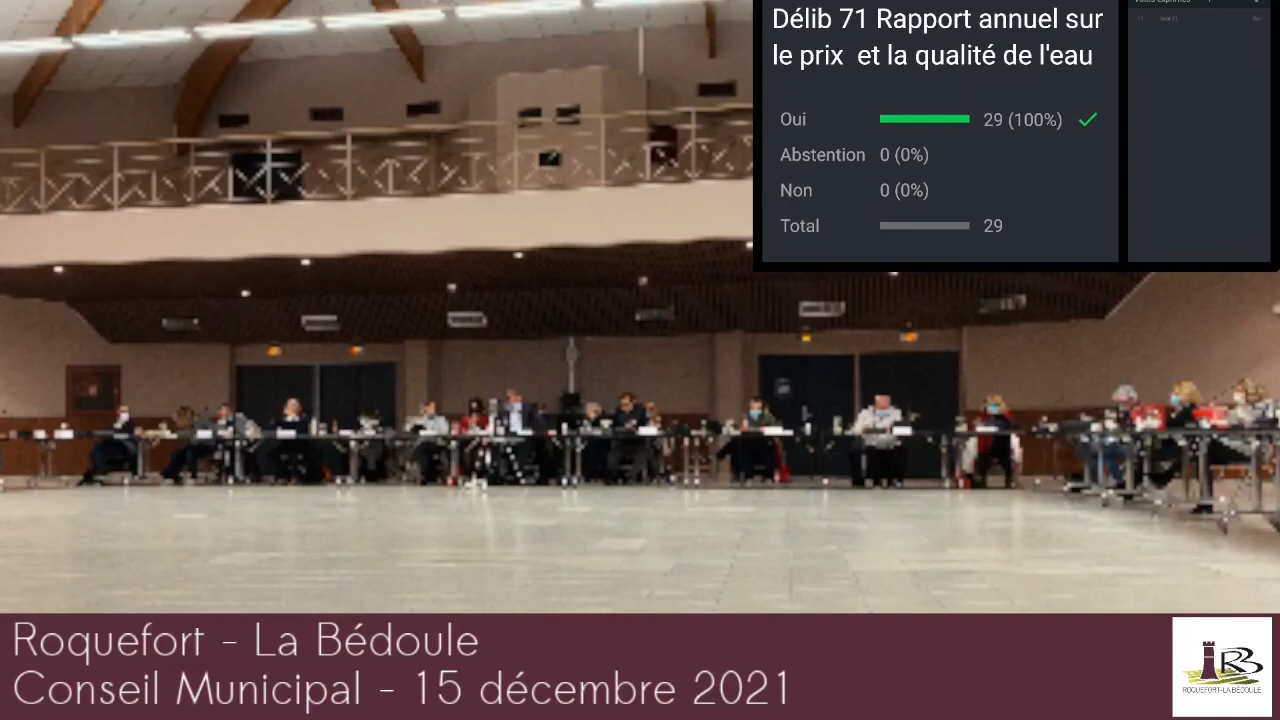 Délib 71 Rapport annuel sur
le prix et la qualité de l'eau
Oui 29 (100%)
Abstention 0 (0%)
Non 0 (0%)
Total 29
Roquefort - La Bédoule
Conseil Municipal - 15 décembre 2021
RB
ROQUEFORT-LA BÉDOULE